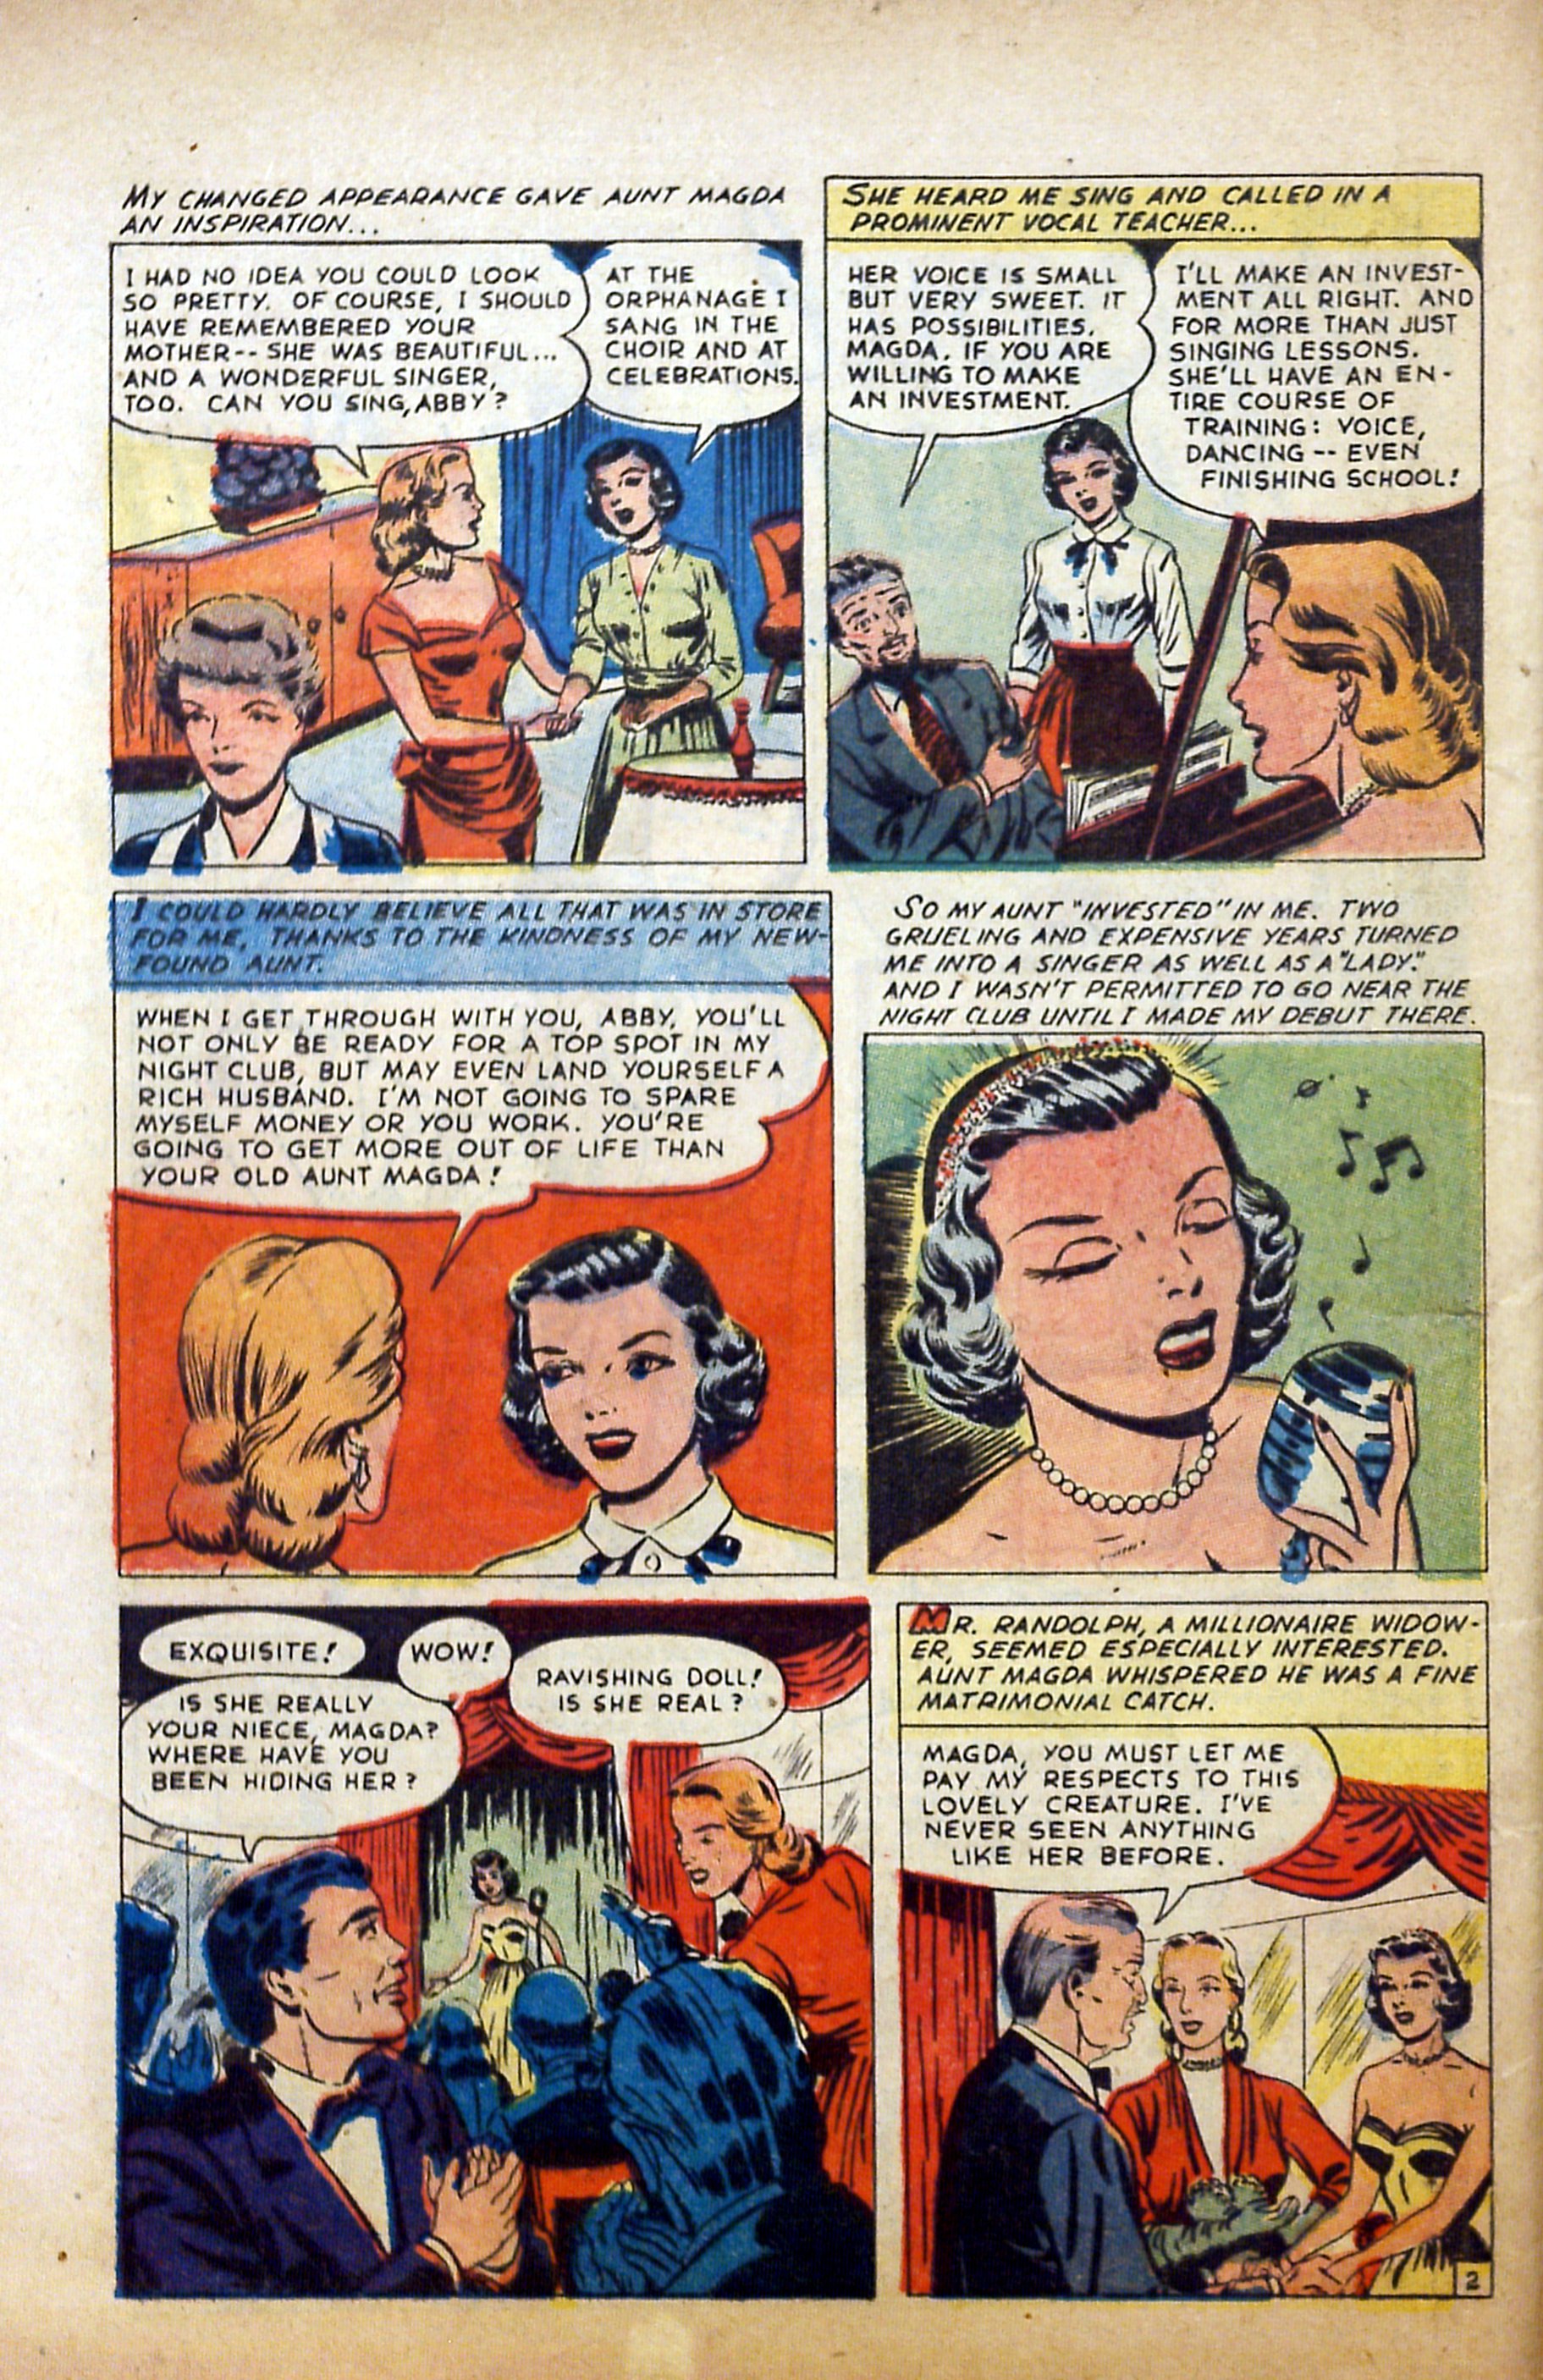 MY CHANGED APPEARANCE GAVE AUNT MAGDA
AN INSPIRATION...
I HAD NO IDEA YOU COULD LOOK
SO PRETTY. OF COURSE, I SHOULD
HAVE REMEMBERED YOUR
MOTHER-- SHE WAS BEAUTIFUL...
AND A WONDERFUL SINGER,
TOO. CAN YOU SING, ABBY?
AT THE
ORPHANAGE I
SANG IN THE
CHOIR AND AT
CELEBRATIONS.
SHE HEARD ME SING AND CALLED IN A
PROMINENT VOCAL TEACHER...
HER VOICE IS SMALL
BUT VERY SWEET. IT
HAS POSSIBILITIES,
MAGDA, IF YOU ARE
WILLING TO MAKE
AN INVESTMENT.
I'LL MAKE AN INVEST-
MENT ALL RIGHT. AND
FOR MORE THAN JUST
SINGING LESSONS.
SHE'LL HAVE AN EN-
TIRE COURSE OF
TRAINING: VOICE,
DANCING -- EVEN
FINISHING SCHOOL!
I COULD HARDLY BELIEVE ALL THAT WAS IN STORE
FOR ME, THANKS TO THE KINDNESS OF MY NEW-
FOUND AUNT.
WHEN I GET THROUGH WITH YOU, ABBY, YOU'LL
NOT ONLY BE READY FOR A TOP SPOT IN MY
NIGHT CLUB, BUT MAY EVEN LAND YOURSELF A
RICH HUSBAND. I'M NOT GOING TO SPARE
MYSELF MONEY OR YOU WORK. YOU'RE
GOING TO GET MORE OUT OF LIFE THAN
YOUR OLD AUNT MAGDA!
SO MY AUNT "INVESTED" IN ME. TWO
GRUELING AND EXPENSIVE YEARS TURNED
ME INTO A SINGER AS WELL AS A "LADY."
AND I WASN'T PERMITTED TO GO NEAR THE
NIGHT CLUB UNTIL I MADE MY DEBUT THERE.
EXQUISITE!
WOW!
IS SHE REALLY
YOUR NIECE, MAGDA?
WHERE HAVE YOU
BEEN HIDING HER?
RAVISHING DOLL!
IS SHE REAL?
MR. RANDOLPH, A MILLIONAIRE WIDOW-
ER, SEEMED ESPECIALLY INTERESTED.
AUNT MAGDA WHISPERED HE WAS A FINE
MATRIMONIAL CATCH.
MAGDA, YOU MUST LET ME
PAY MY RESPECTS TO THIS
LOVELY CREATURE. I'VE
NEVER SEEN ANYTHING
LIKE HER BEFORE.
2